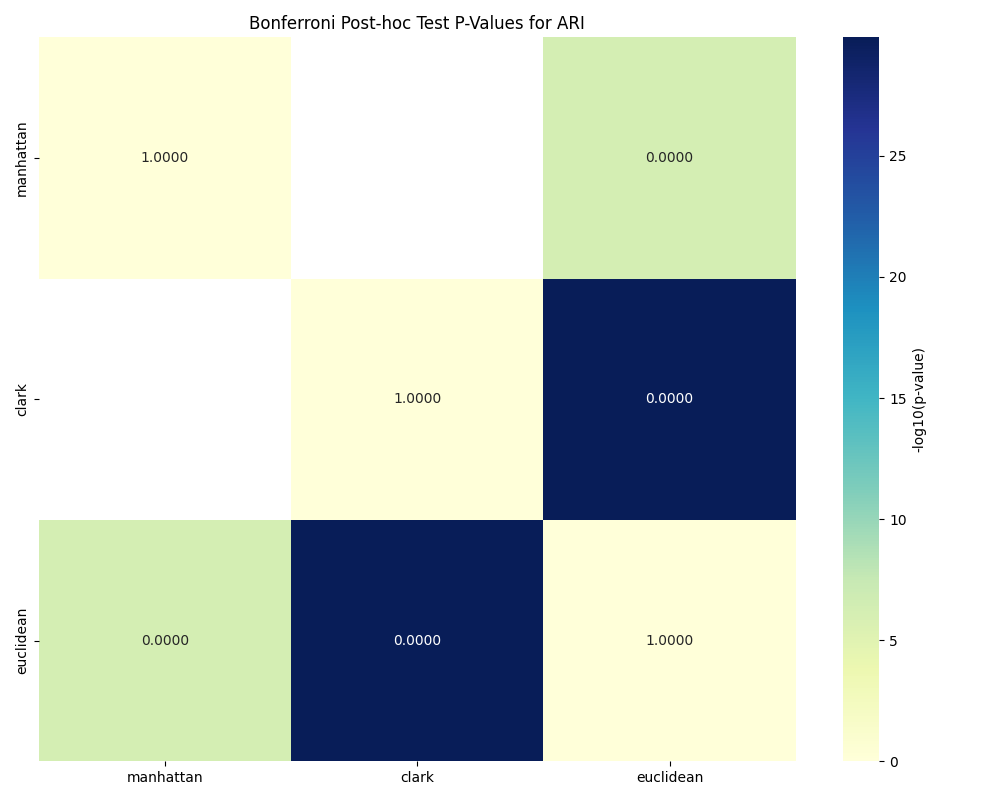 Bonferroni Post-hoc Test P-Values for ARI
manhattan
1.0000
0.0000
clark
1.0000
0.0000
euclidean
0.0000
0.0000
1.0000
manhattan
clark
euclidean
25
20
15
10
5
0
-log10(p-value)